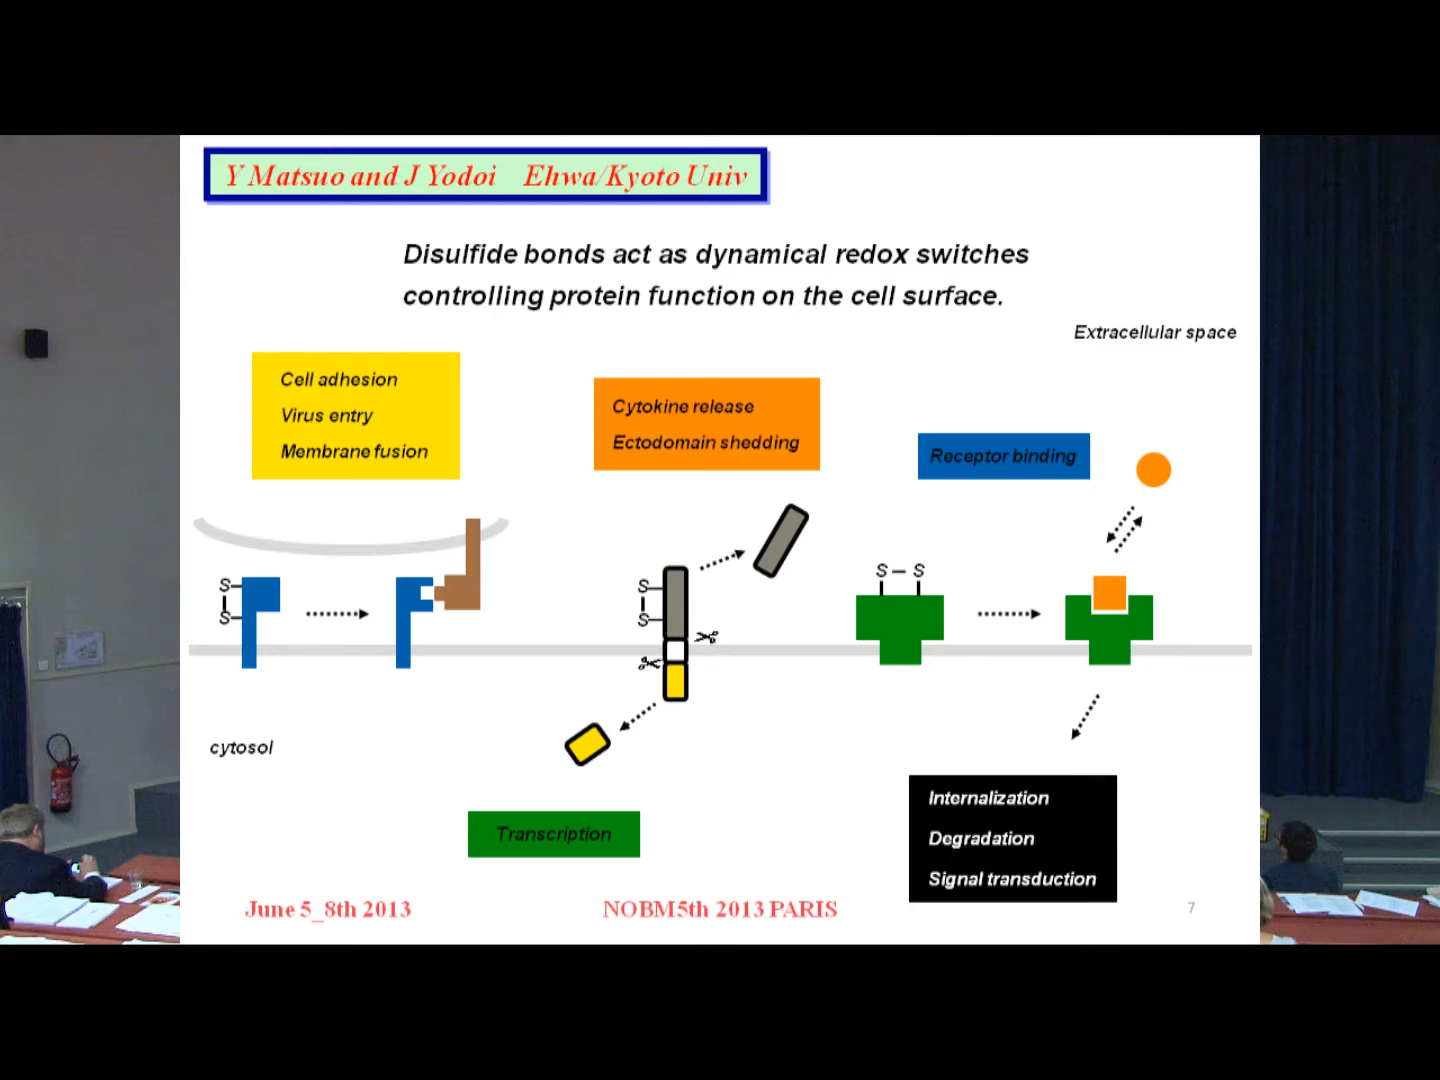 Y Matsuo and J Yodoi Ehwa/Kyoto Univ
Disulfide bonds act as dynamical redox switches
controlling protein function on the cell surface.
Extracellular space
Cell adhesion
Virus entry
Membrane fusion
Cytokine release
Ectodomain shedding
Receptor binding
S
S
S
S
S – S
cytosol
Transcription
Internalization
Degradation
Signal transduction
June 5_8th 2013
NOBM5th 2013 PARIS
7